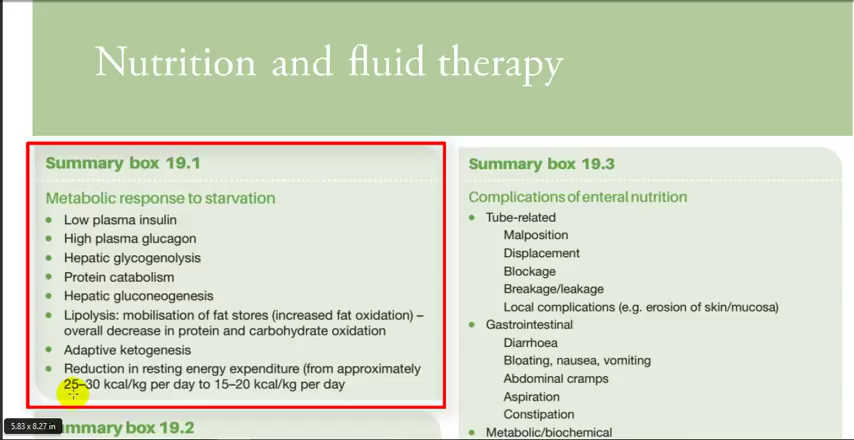 Nutrition and fluid therapy
Summary box 19.1
Metabolic response to starvation
• Low plasma insulin
• High plasma glucagon
• Hepatic glycogenolysis
• Protein catabolism
• Hepatic gluconeogenesis
• Lipolysis: mobilisation of fat stores (increased fat oxidation) –
overall decrease in protein and carbohydrate oxidation
• Adaptive ketogenesis
• Reduction in resting energy expenditure (from approximately
25–30 kcal/kg per day to 15–20 kcal/kg per day
5.83 x 8.27 in
mmary box 19.2
Summary box 19.3
Complications of enteral nutrition
• Tube-related
Malposition
Displacement
Blockage
Breakage/leakage
Local complications (e.g. erosion of skin/mucosa)
• Gastrointestinal
Diarrhoea
Bloating, nausea, vomiting
Abdominal cramps
Aspiration
Constipation
• Metabolic/biochemical